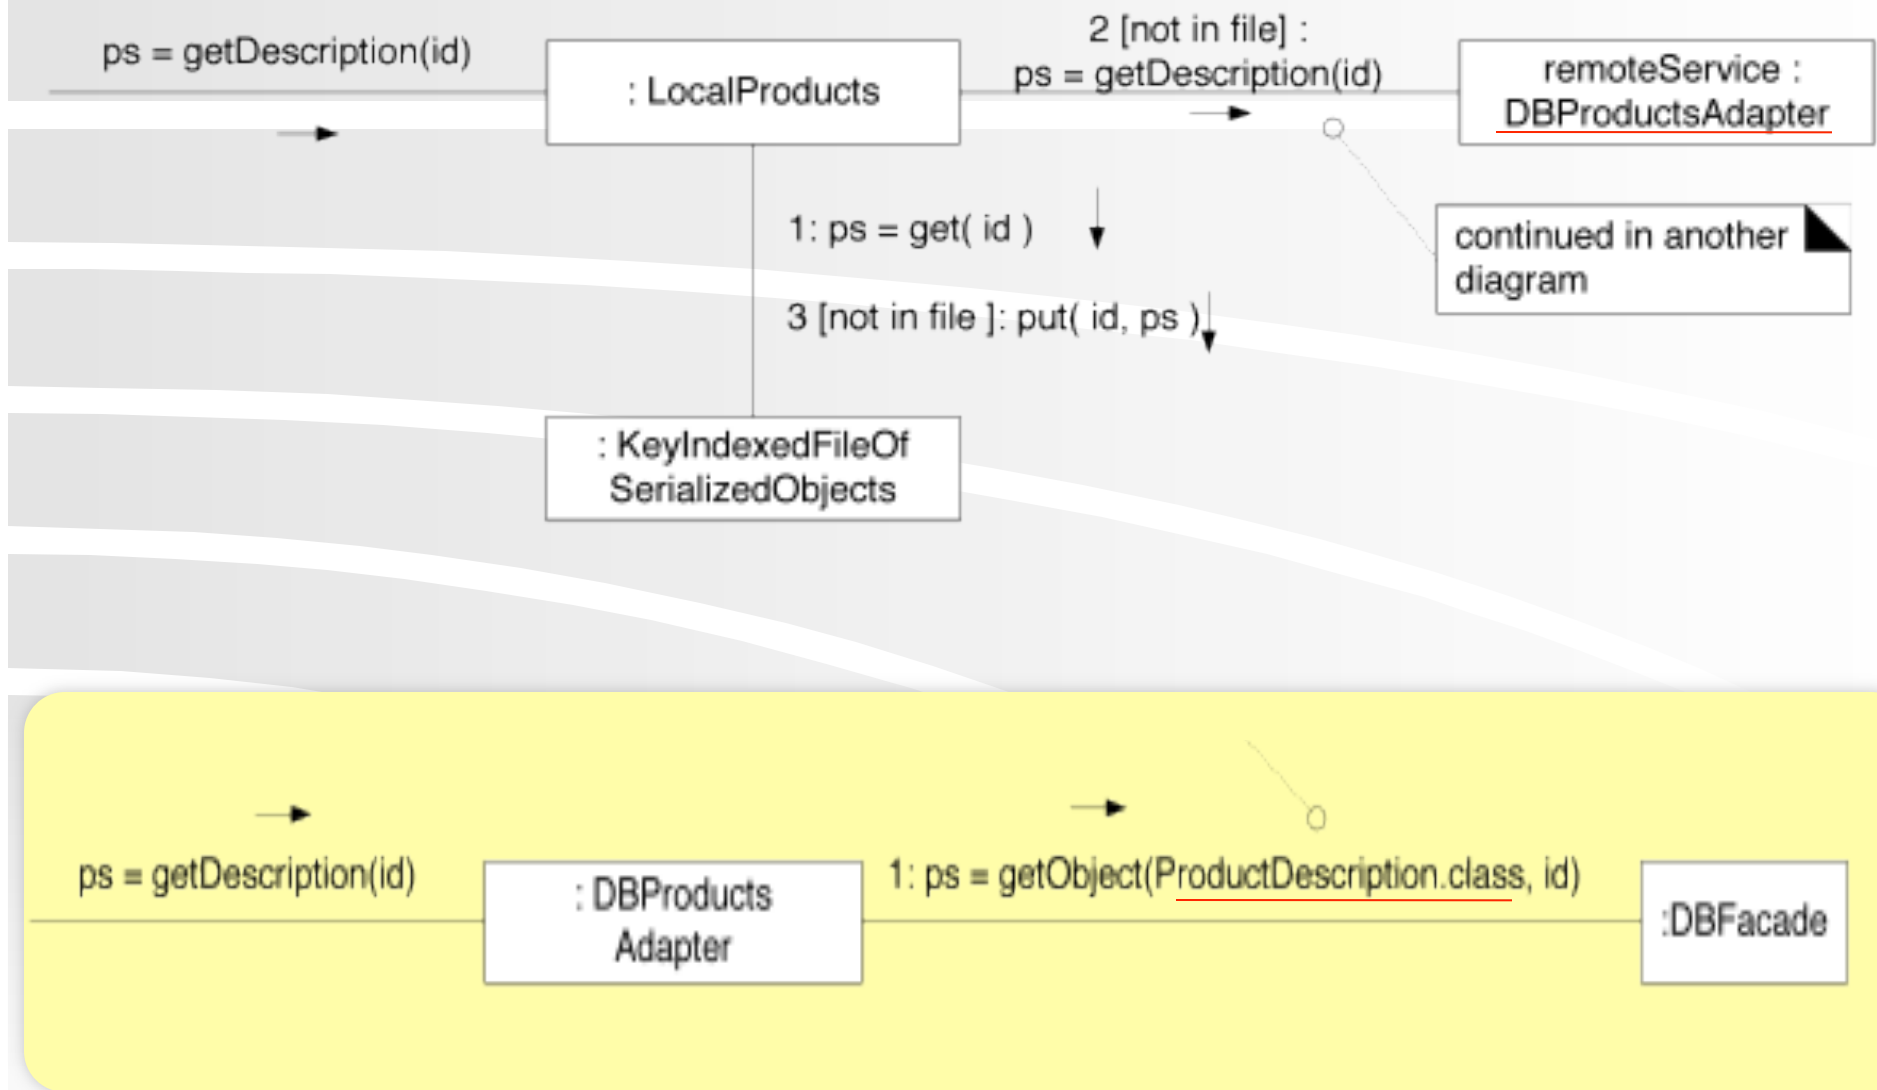 ps = getDescription(id)
: LocalProducts
2 [not in file] :
ps = getDescription(id)
remoteService :
DBProductsAdapter
1: ps = get( id )
continued in another
diagram
3 [not in file ]: put( id, ps )
: KeyIndexedFileOf
SerializedObjects
ps = getDescription(id)
: DBProducts
Adapter
1: ps = getObject(ProductDescription.class, id)
:DBFacade